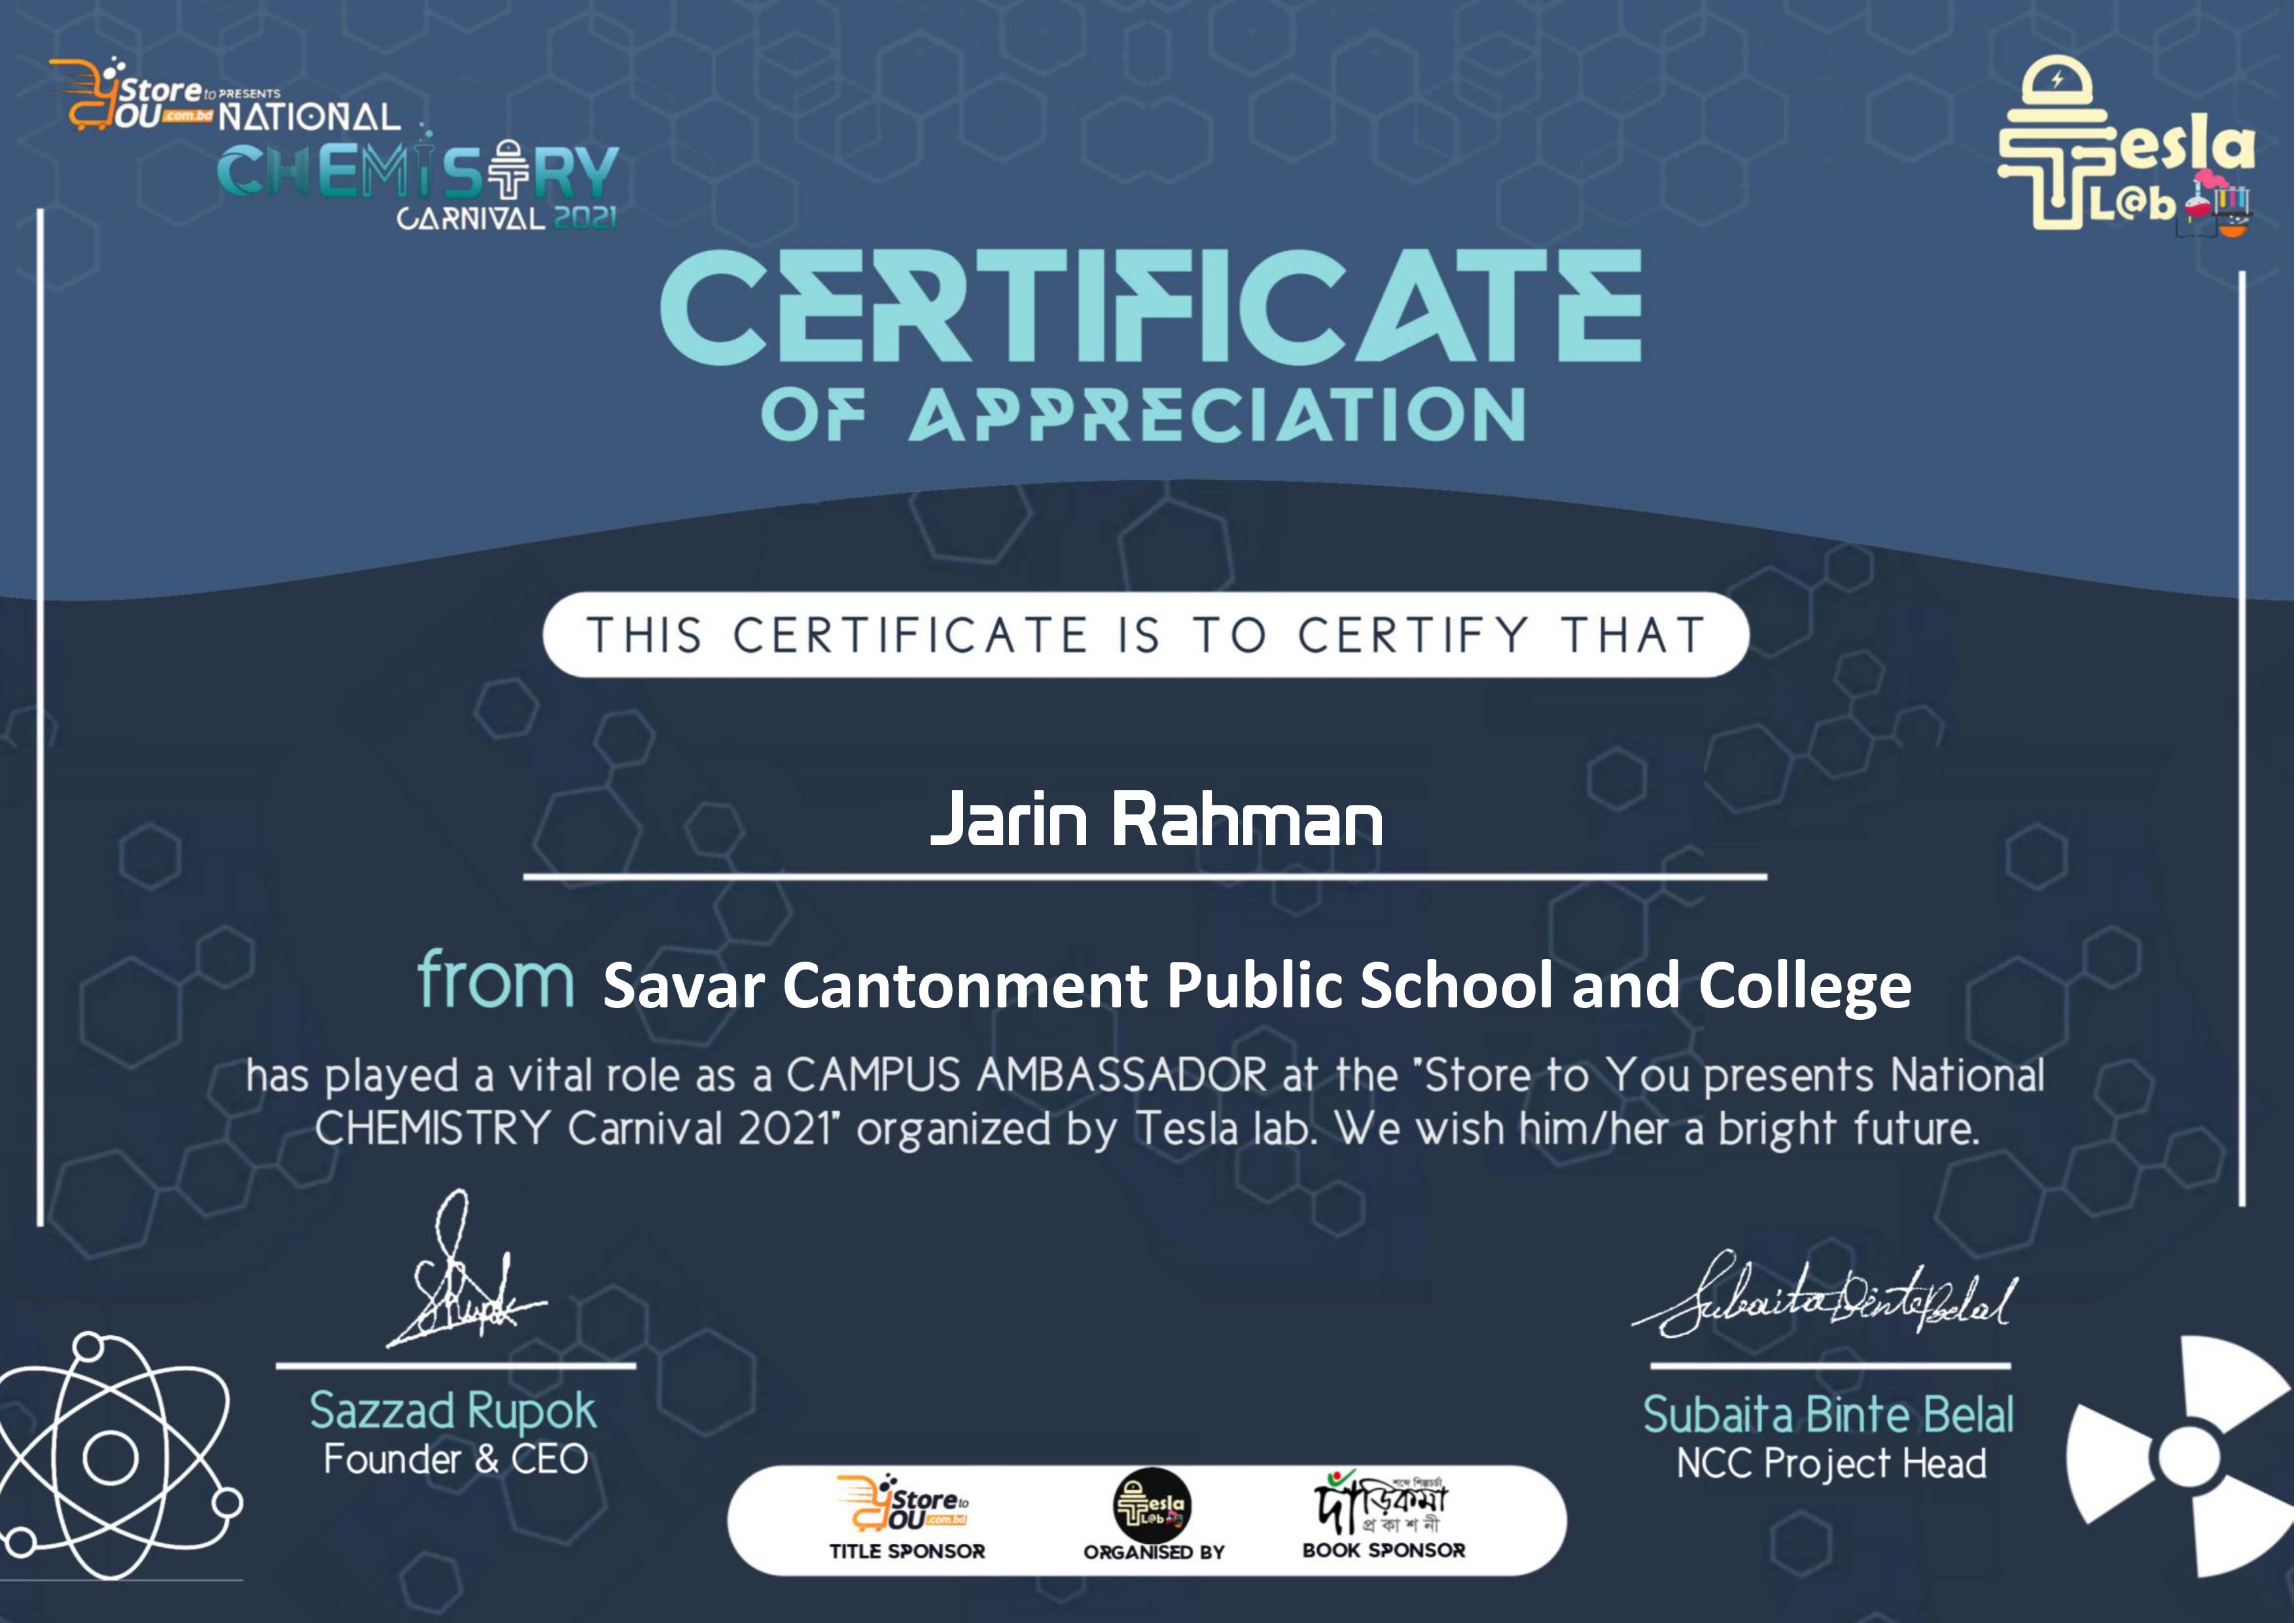 Store to PRESENTS
YOU .com.bd NATIONAL
CHEMISTRY
CARNIVAL 2021
Tesla
L@b
CERTIFICATE
OF APPRECIATION
THIS CERTIFICATE IS TO CERTIFY THAT
Jarin Rahman
from Savar Cantonment Public School and College
has played a vital role as a CAMPUS AMBASSADOR at the "Store to You presents National
CHEMISTRY Carnival 2021" organized by Tesla lab. We wish him/her a bright future.
Subaita Binte Belal
Sazzad Rupok
Founder & CEO
Subaita Binte Belal
NCC Project Head
Store to
YOU .com.bd
TITLE SPONSOR
Tesla
L@b
ORGANISED BY
শব্দে শিল্পচর্চা
দাঁড়িকমা
প্রকাশনী
BOOK SPONSOR